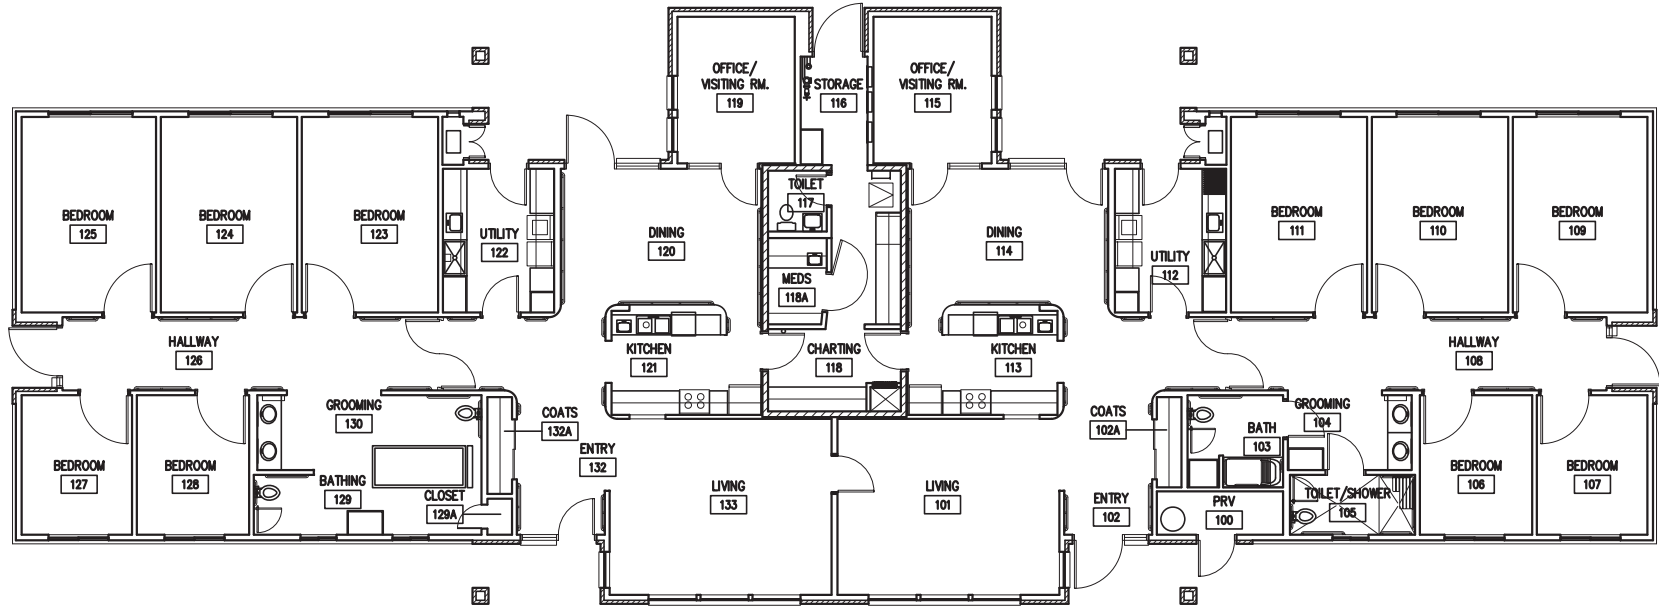 OFFICE/
VISITING RM.
119
STORAGE
116
OFFICE/
VISITING RM.
115
BEDROOM
125
BEDROOM
124
BEDROOM
123
UTILITY
122
DINING
120
TOILET
117
MEDS
118A
DINING
114
UTILITY
112
BEDROOM
111
BEDROOM
110
BEDROOM
109
HALLWAY
126
KITCHEN
121
CHARTING
118
KITCHEN
113
HALLWAY
108
GROOMING
130
COATS
132A
ENTRY
132
COATS
102A
GROOMING
104
BATH
103
BEDROOM
127
BEDROOM
128
BATHING
129
CLOSET
129A
LIVING
133
LIVING
101
ENTRY
102
PRV
100
TOILET/SHOWER
105
BEDROOM
106
BEDROOM
107